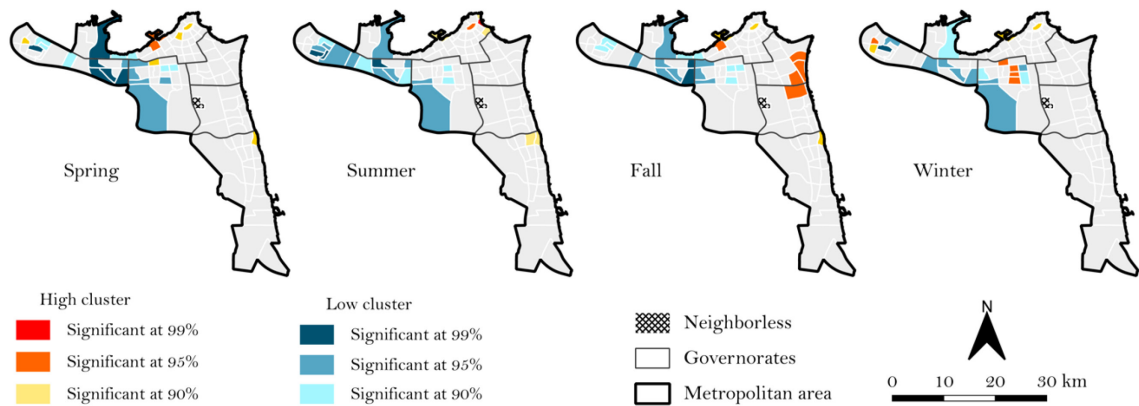 Spring
Summer
Fall
Winter
High cluster
Significant at 99%
Significant at 95%
Significant at 90%
Low cluster
Significant at 99%
Significant at 95%
Significant at 90%
Neighborless
Governorates
Metropolitan area
N
0 10 20 30 km